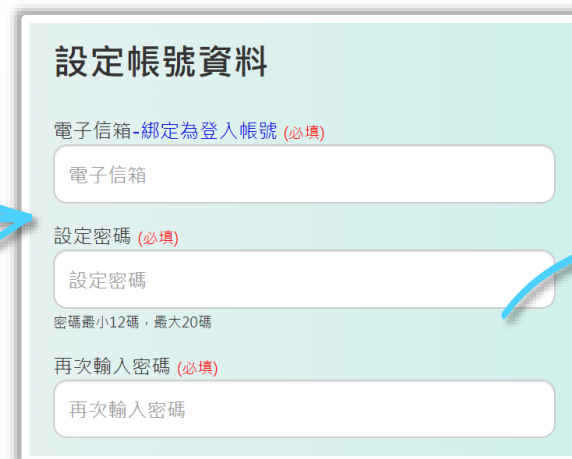 設定帳號資料
電子信箱-綁定為登入帳號 (必填)
電子信箱
設定密碼 (必填)
設定密碼
密碼最小12碼，最大20碼
再次輸入密碼 (必填)
再次輸入密碼